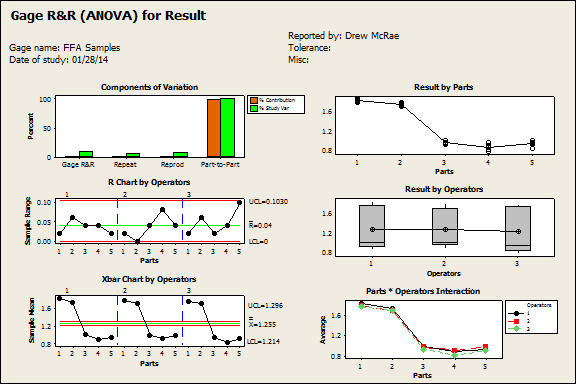 Gage R&R (ANOVA) for Result
Reported by: Drew McRae
Gage name: FFA Samples
Tolerance:
Date of study: 01/28/14
Misc:
Components of Variation
100
50
0
Percent
Gage R&R Repeat Reprod Part-to-Part
% Contribution
% Study Var
Result by Parts
1.6
1.2
0.8
1 2 3 4 5
Parts
R Chart by Operators
1 2 3
0.10
0.05
0.00
Sample Range
UCL=0.1030
R=0.04
LCL=0
1 2 3 4 5 1 2 3 4 5 1 2 3 4 5
Parts
Result by Operators
1.6
1.2
0.8
1 2 3
Operators
Xbar Chart by Operators
1 2 3
1.6
1.2
0.8
Sample Mean
UCL=1.296
X=1.255
LCL=1.214
1 2 3 4 5 1 2 3 4 5 1 2 3 4 5
Parts
Parts * Operators Interaction
1.6
1.2
0.8
Average
1 2 3 4 5
Parts
Operators
1
2
3